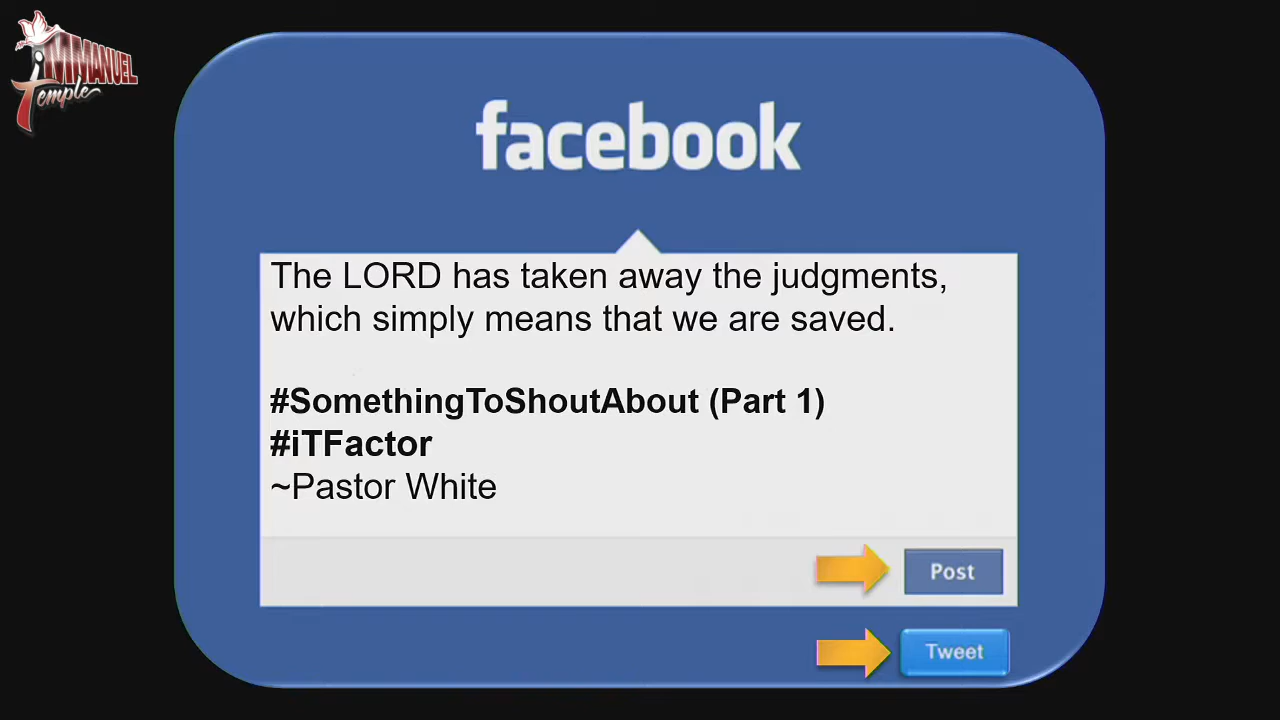 iMMANUEL
Temple
facebook
The LORD has taken away the judgments,
which simply means that we are saved.
#SomethingToShoutAbout (Part 1)
#iTFactor
~Pastor White
Post
Tweet